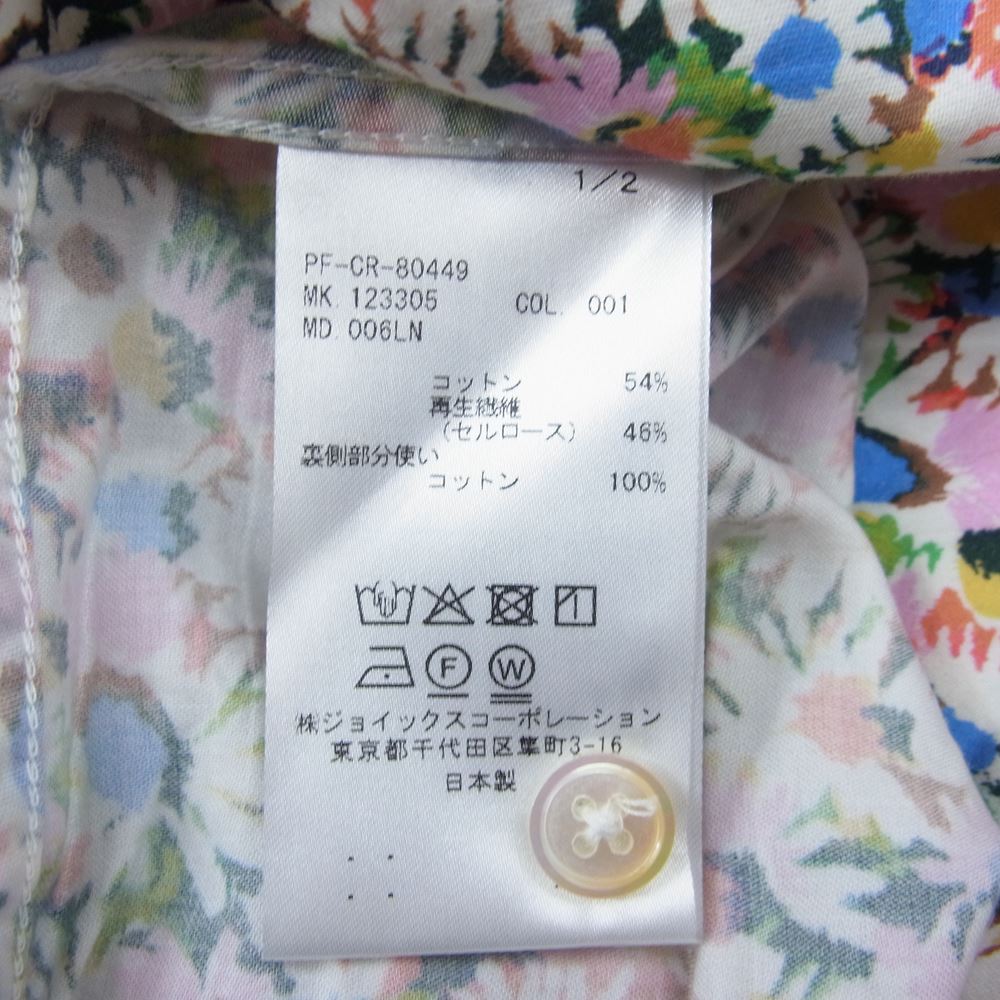 1/2
PF-CR-80449
MK. 123305 COL. 001
MD. 006LN
コットン 54%
再生繊維
(セルロース) 46%
裏側部分使い
コットン 100%
F W
㈱ジョイックスコーポレーション
東京都千代田区隼町3-16
日本製